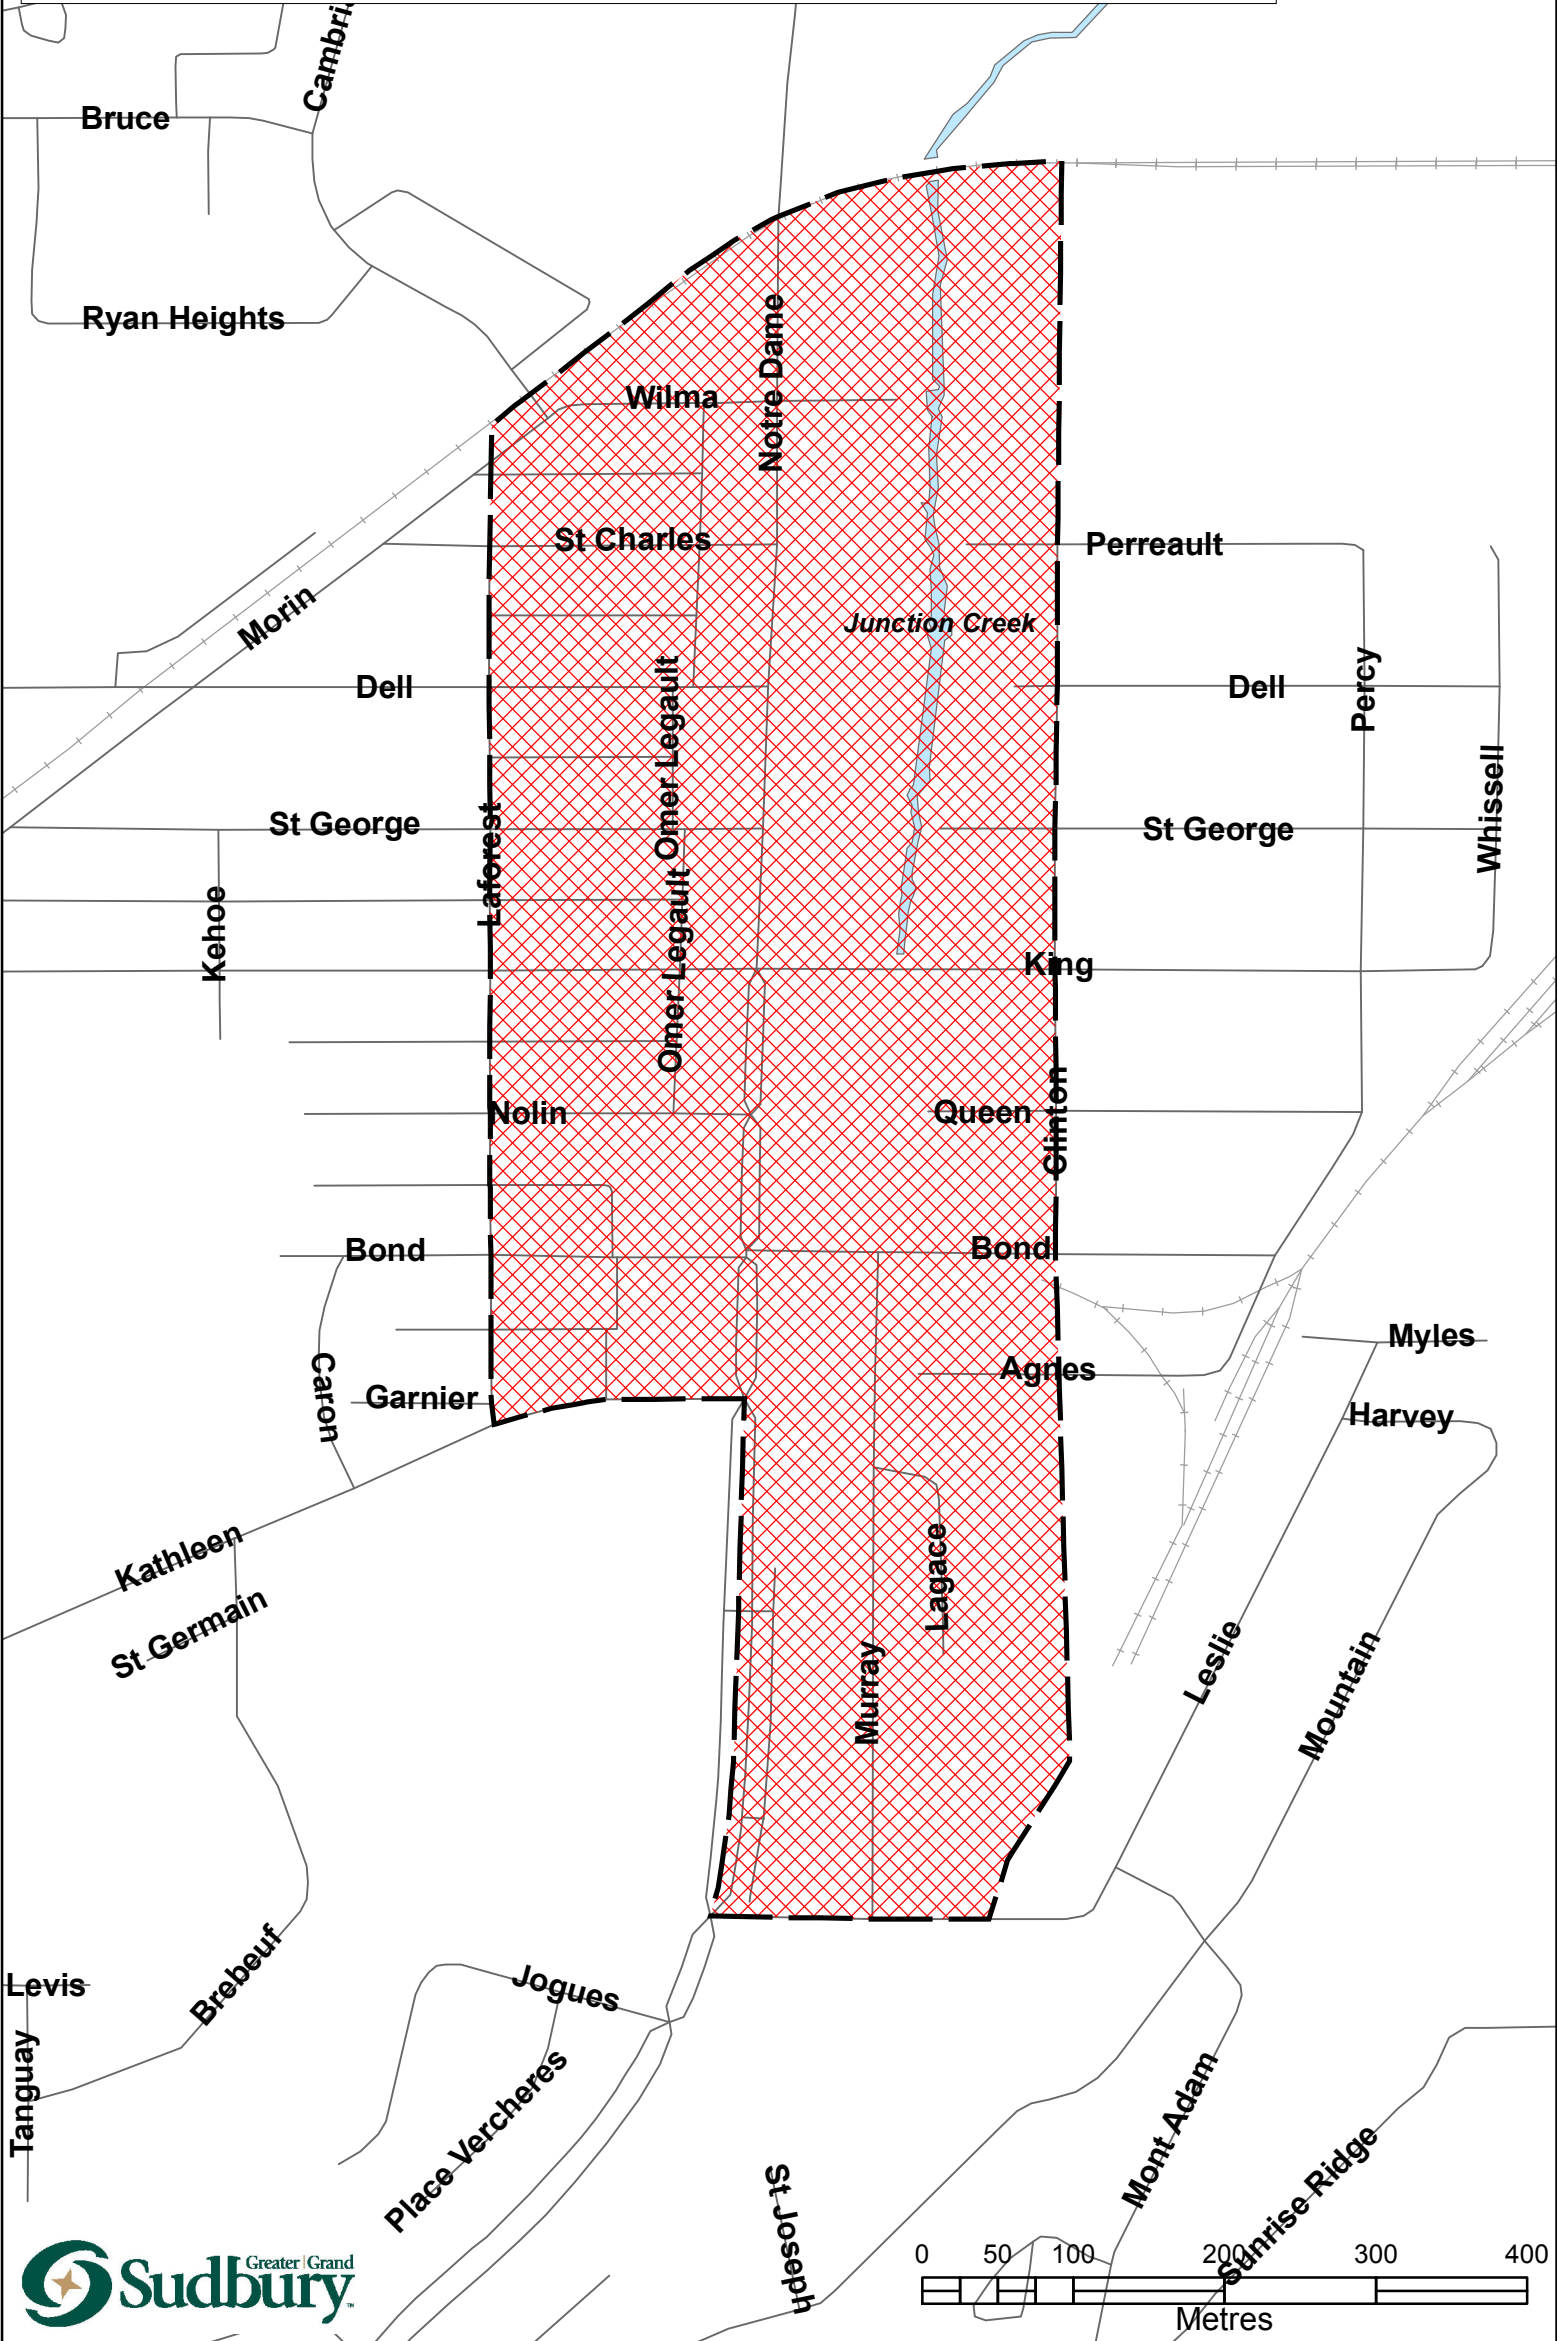 Bruce
Ryan Heights
Wilma
Notre Dame
St Charles
Perreault
Morin
Junction Creek
Dell
Omer Legault
Dell
Percy
Whissell
St George
Laforest
St George
Kehoe
Omer Legault
King
Nolin
Queen
Clinton
Bond
Bond
Myles
Caron
Garnier
Agnes
Harvey
Kathleen
St Germain
Lagace
Murray
Leslie
Mountain
Brebeuf
Levis
Jogues
Tanguay
Place Vercheres
Mont Adam
St Joseph
Sunrise Ridge
0 50 100 200 300 400
Metres
Greater | Grand
Sudbury